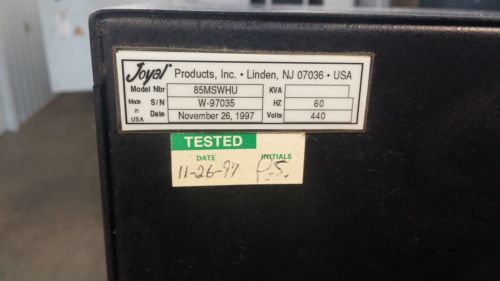 Joyal Products, Inc. • Linden, NJ 07036 • USA
Model Nbr 85MSWHU KVA
Made in USA S/N W-97035 HZ 60
Date November 26, 1997 Volts 440
TESTED
DATE INITIALS
11-26-97 P.S.